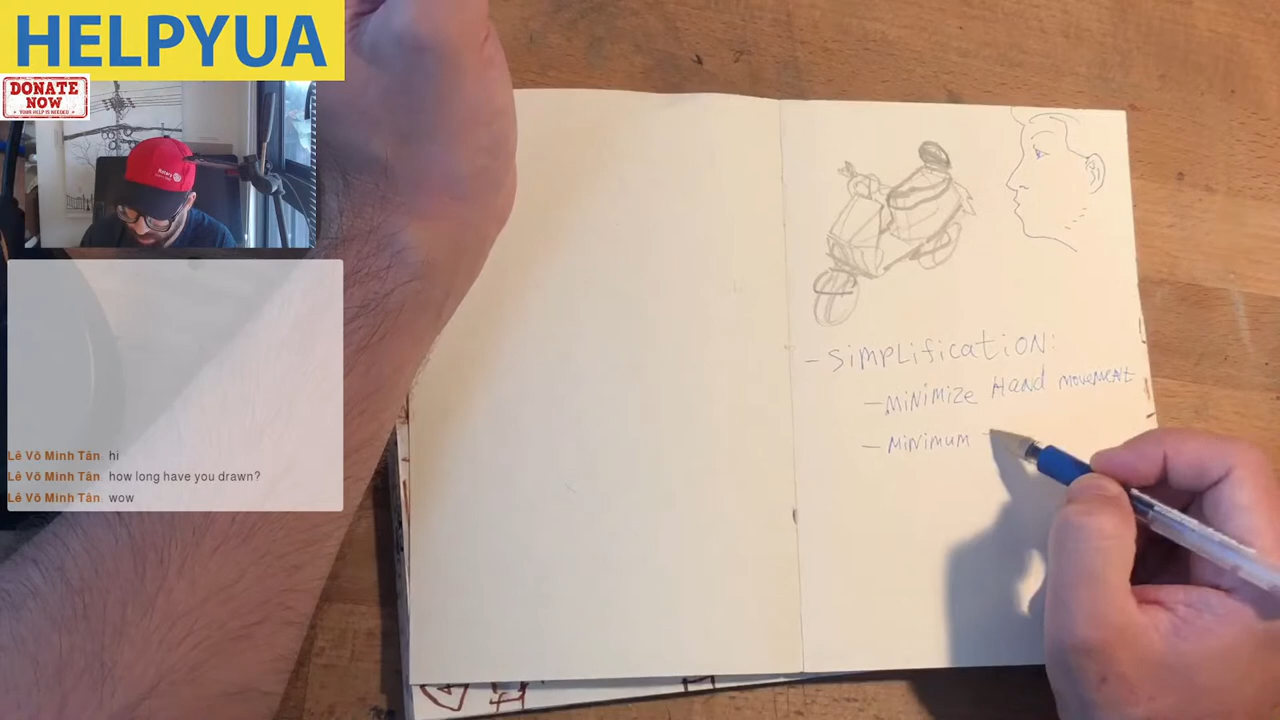 HELPYUA
DONATE
NOW
YOUR HELP IS NEEDED
Lê Võ Minh Tân: hi
Lê Võ Minh Tân: how long have you drawn?
Lê Võ Minh Tân: wow
- SiMPLification:
- MiNiMize Hand MoveMENt
- MiNiMuM
Rotary